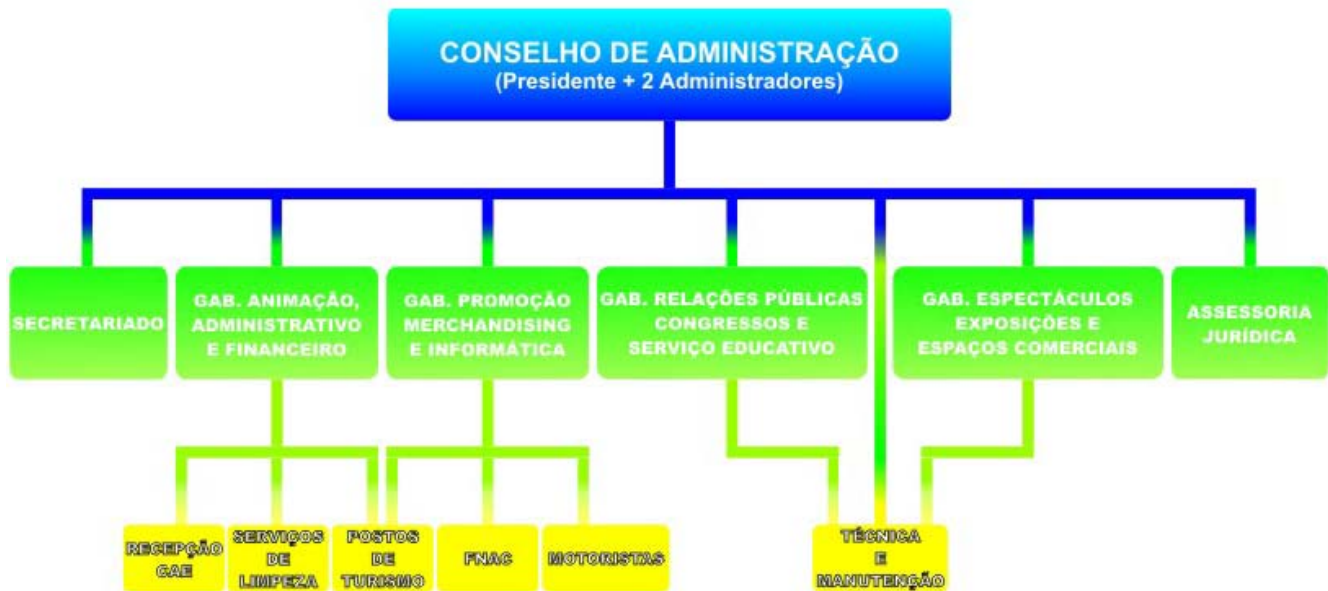 CONSELHO DE ADMINISTRAÇÃO
(Presidente + 2 Administradores)
SECRETARIADO
GAB. ANIMAÇÃO,
ADMINISTRATIVO
E FINANCEIRO
GAB. PROMOÇÃO
MERCHANDISING
E INFORMÁTICA
GAB. RELAÇÕES PÚBLICAS
CONGRESSOS E
SERVIÇO EDUCATIVO
GAB. ESPECTÁCULOS
EXPOSIÇÕES E
ESPAÇOS COMERCIAIS
ASSESSORIA
JURÍDICA
RECEPÇÃO
CAE
SERVIÇOS
DE
LIMPEZA
POSTOS
DE
TURISMO
FNAC
MOTORISTAS
TÉCNICA
E
MANUTENÇÃO